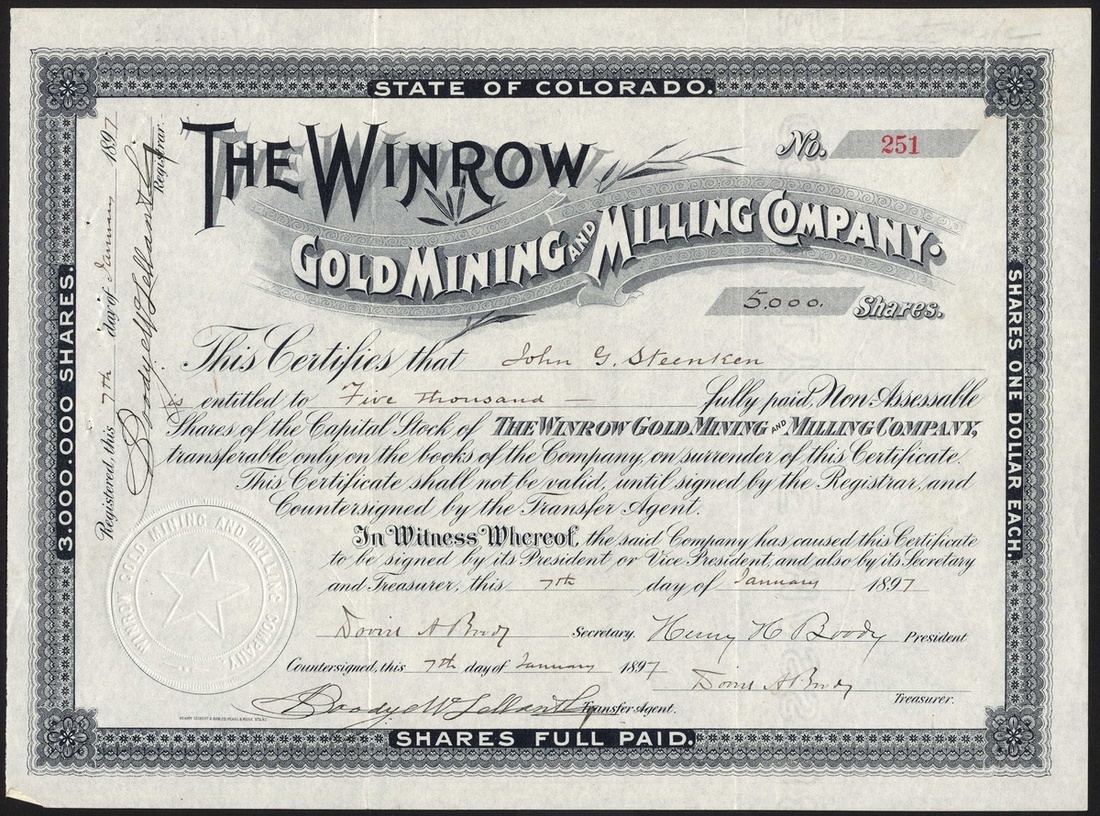 STATE OF COLORADO.
No. 251
THE WINROW
GOLD MINING AND MILLING COMPANY.
5,000. Shares.
This Certifies that John G. Steenken
is entitled to Five thousand — fully paid, Non-Assessable
Shares of the Capital Stock of THE WINROW GOLD MINING AND MILLING COMPANY,
transferable only on the books of the Company, on surrender of this Certificate.
This Certificate shall not be valid, until signed by the Registrar, and
Countersigned by the Transfer Agent.
In Witness Whereof, the said Company has caused this Certificate
to be signed by its President or Vice President, and also by its Secretary
and Treasurer, this 7th day of January 1897
David A Boody Secretary. Henry H Boody President
Countersigned, this 7th day of January 1897
David A Boody Treasurer.
Transfer Agent.
SHARES FULL PAID.
3.000.000 SHARES.
Registered this 7th day of January 1897
Registrar.
SHARES ONE DOLLAR EACH.
WINROW GOLD MINING AND MILLING COMPANY.